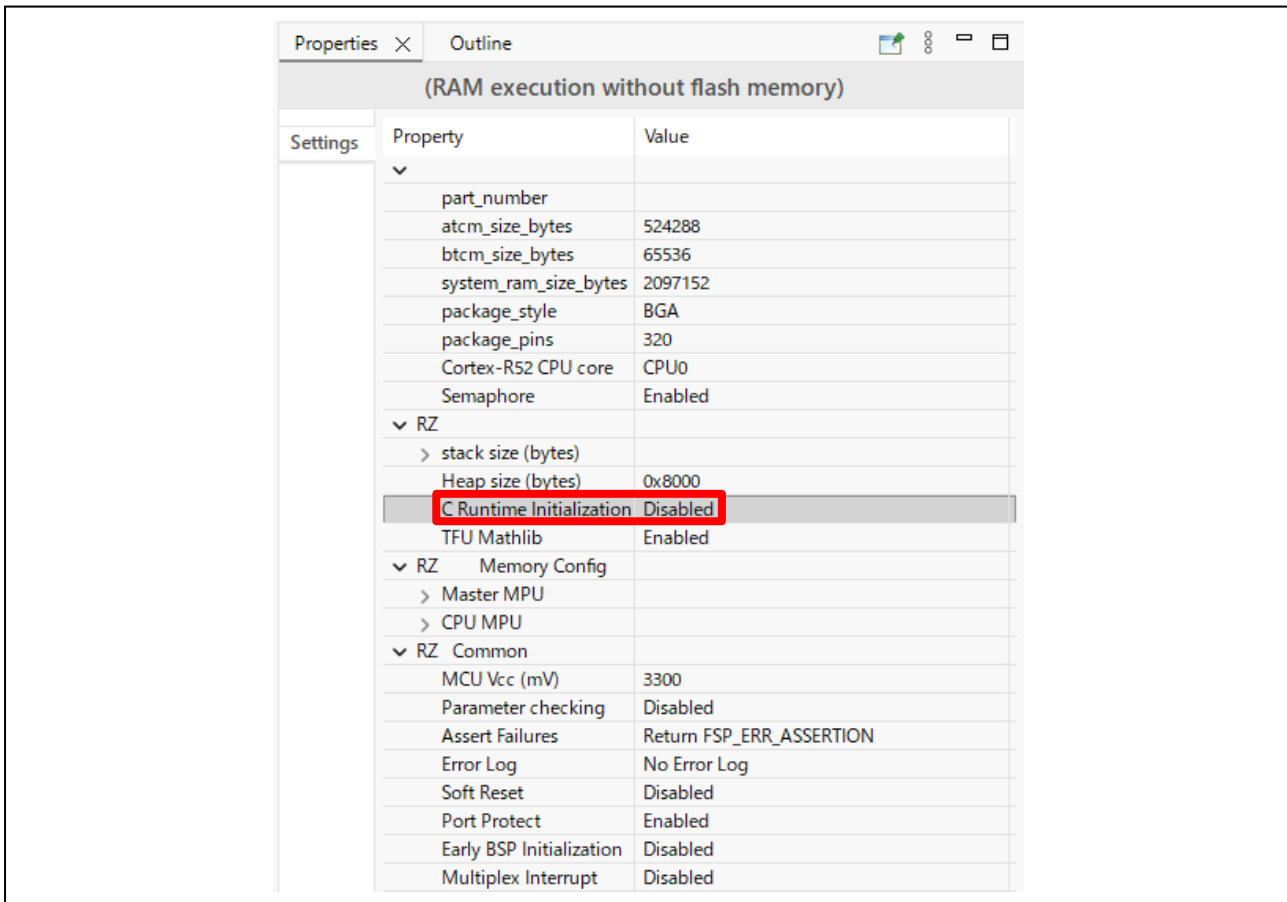 Properties Outline
(RAM execution without flash memory)
Settings Property Value
part_number
atcm_size_bytes 524288
btcm_size_bytes 65536
system_ram_size_bytes 2097152
package_style BGA
package_pins 320
Cortex-R52 CPU core CPU0
Semaphore Enabled
RZ
stack size (bytes)
Heap size (bytes) 0x8000
C Runtime Initialization Disabled
TFU Mathlib Enabled
RZ Memory Config
Master MPU
CPU MPU
RZ Common
MCU Vcc (mV) 3300
Parameter checking Disabled
Assert Failures Return FSP_ERR_ASSERTION
Error Log No Error Log
Soft Reset Disabled
Port Protect Enabled
Early BSP Initialization Disabled
Multiplex Interrupt Disabled